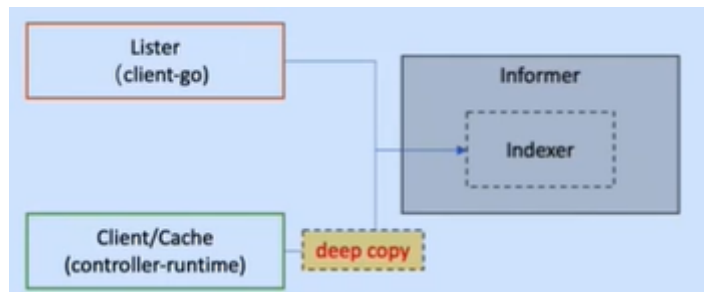 Lister
(client-go)
Informer
Indexer
Client/Cache
(controller-runtime)
deep copy